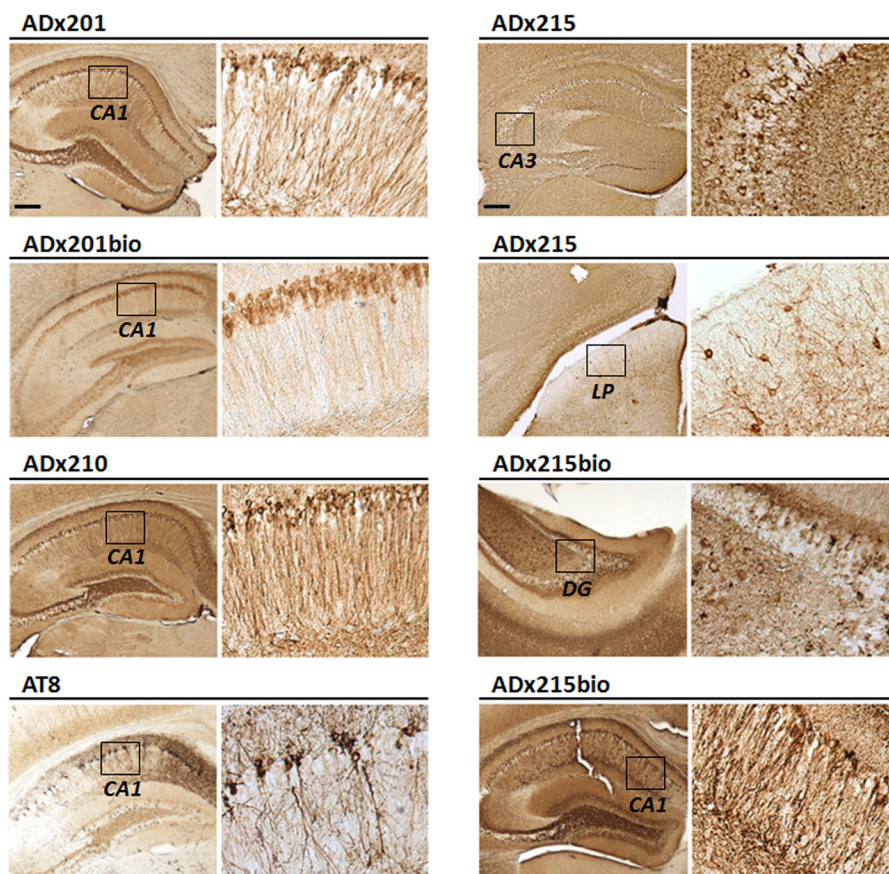 ADx201
CA1
ADx201bio
CA1
ADx210
CA1
AT8
CA1
ADx215
CA3
ADx215
LP
ADx215bio
DG
ADx215bio
CA1